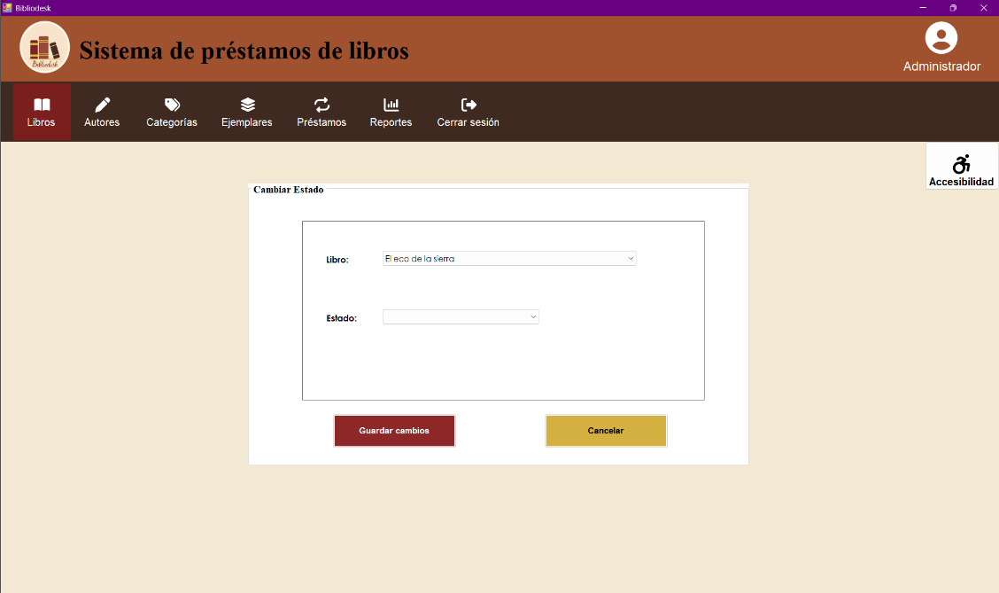 Bibliodesk
Bibliodesk
Sistema de préstamos de libros
Administrador
Libros
Autores
Categorías
Ejemplares
Préstamos
Reportes
Cerrar sesión
Accesibilidad
Cambiar Estado
Libro:
El eco de la sierra
Estado:
Guardar cambios
Cancelar